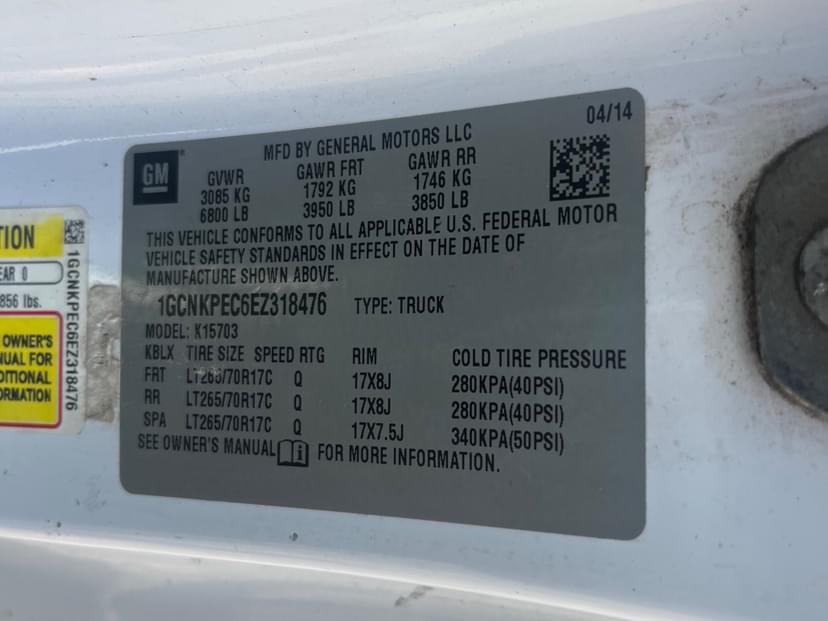 04/14
MFD BY GENERAL MOTORS LLC
GM
GVWR GAWR FRT GAWR RR
3085 KG 1792 KG 1746 KG
6800 LB 3950 LB 3850 LB
THIS VEHICLE CONFORMS TO ALL APPLICABLE U.S. FEDERAL MOTOR
VEHICLE SAFETY STANDARDS IN EFFECT ON THE DATE OF
MANUFACTURE SHOWN ABOVE.
1GCNKPEC6EZ318476 TYPE: TRUCK
MODEL: K15703
KBLX TIRE SIZE SPEED RTG RIM COLD TIRE PRESSURE
FRT LT265/70R17C Q 17X8J 280KPA(40PSI)
RR LT265/70R17C Q 17X8J 280KPA(40PSI)
SPA LT265/70R17C Q 17X7.5J 340KPA(50PSI)
SEE OWNER'S MANUAL i FOR MORE INFORMATION.
TION
EAR 0
856 lbs.
OWNER'S
NUAL FOR
DITIONAL
ORMATION
1GCNKPEC6EZ318476